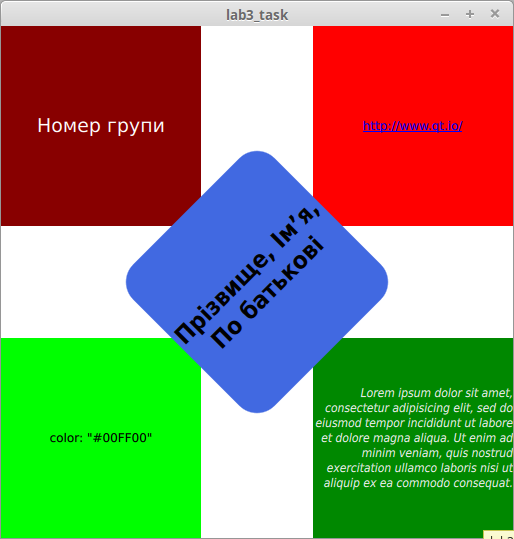 lab3_task
Номер групи
http://www.qt.io/
Прізвище, Ім’я,
По батькові
color: "#00FF00"
Lorem ipsum dolor sit amet,
consectetur adipisicing elit, sed do
eiusmod tempor incididunt ut labore
et dolore magna aliqua. Ut enim ad
minim veniam, quis nostrud
exercitation ullamco laboris nisi ut
aliquip ex ea commodo consequat.